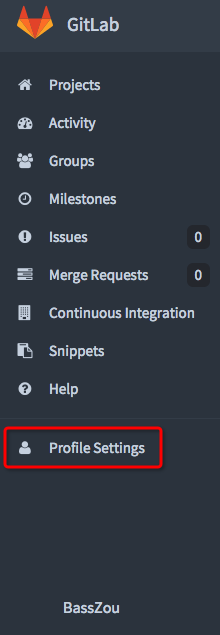 GitLab
Projects
Activity
Groups
Milestones
Issues 0
Merge Requests 0
Continuous Integration
Snippets
Help
Profile Settings
BassZou